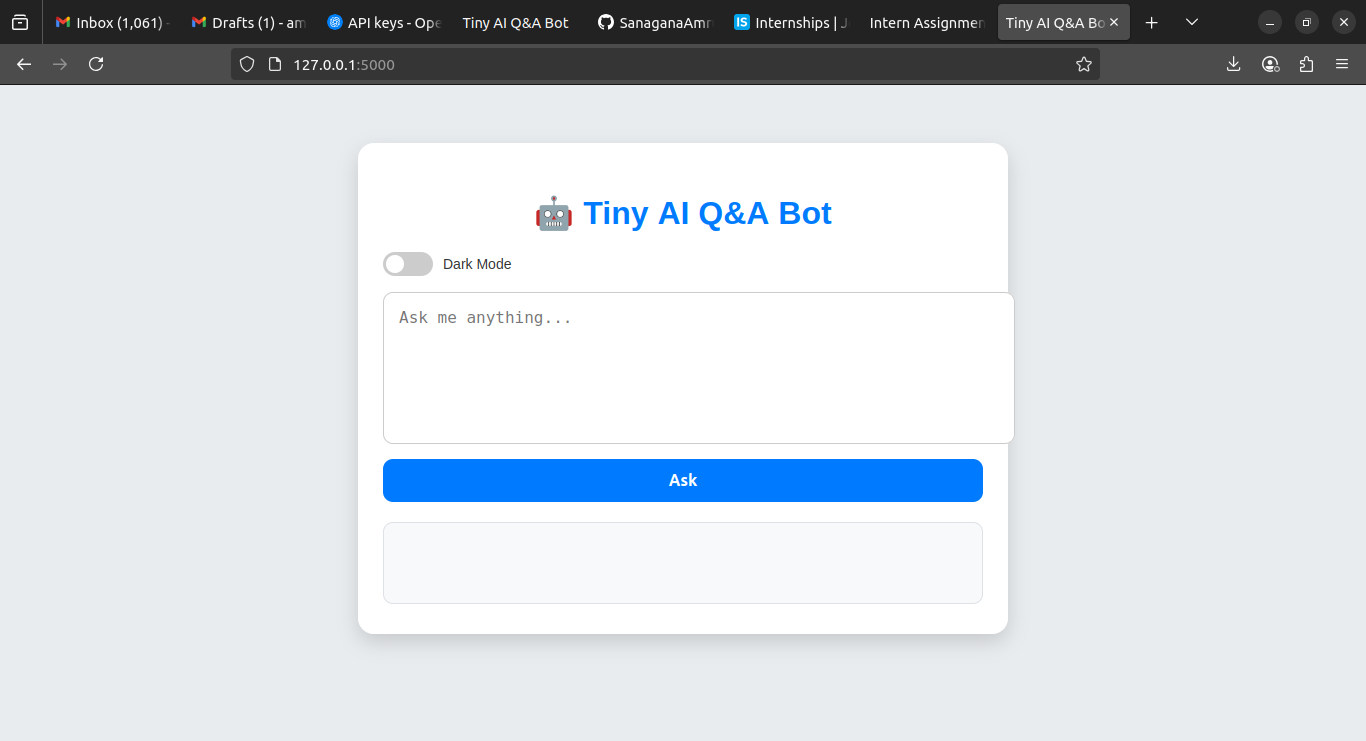 Inbox (1,061) -
Drafts (1) - am
API keys - Ope
Tiny AI Q&A Bot
SanaganaAmr
Internships |
Intern Assignmen
Tiny AI Q&A Bo
127.0.0.1:5000
Tiny AI Q&A Bot
Dark Mode
Ask me anything...
Ask